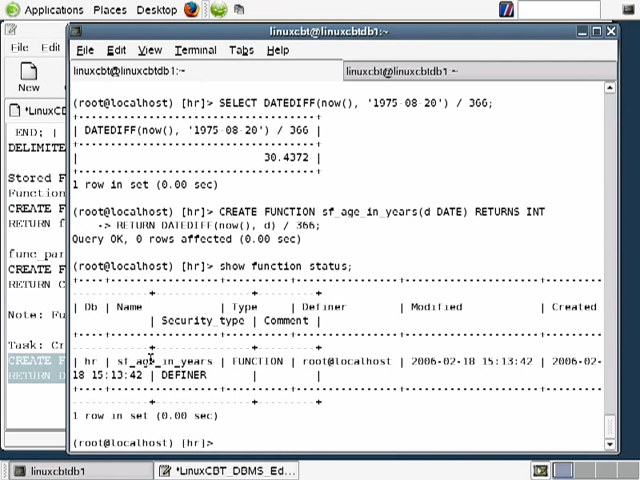 Applications Places Desktop
linuxcbt@linuxcbtdb1:~
File Edit
File Edit View Terminal Tabs Help
New
linuxcbt@linuxcbtdb1:~
linuxcbt@linuxcbtdb1:~
*LinuxCB
END; |
DELIMITE
Stored F
Function
CREATE F
RETURN f
func_par
CREATE F
RETURN C
Note: Fu
Task: Cr
CREATE F
RETURN D
(root@localhost) [hr]> SELECT DATEDIFF(now(), '1975-08-20') / 366;
+---------------------------------+
| DATEDIFF(now(), '1975-08-20') / 366 |
+---------------------------------+
| 30.4372 |
+---------------------------------+
1 row in set (0.00 sec)
(root@localhost) [hr]> CREATE FUNCTION sf_age_in_years(d DATE) RETURNS INT
-> RETURN DATEDIFF(now(), d) / 366;
Query OK, 0 rows affected (0.00 sec)
(root@localhost) [hr]> show function status;
| Db | Name | Type | Definer | Modified | Created
| Security_type | Comment |
| hr | sf_age_in_years | FUNCTION | root@localhost | 2006-02-18 15:13:42 | 2006-02-
18 15:13:42 | DEFINER | |
1 row in set (0.00 sec)
(root@localhost) [hr]>
linuxcbtdb1
*LinuxCBT_DBMS_Ed...